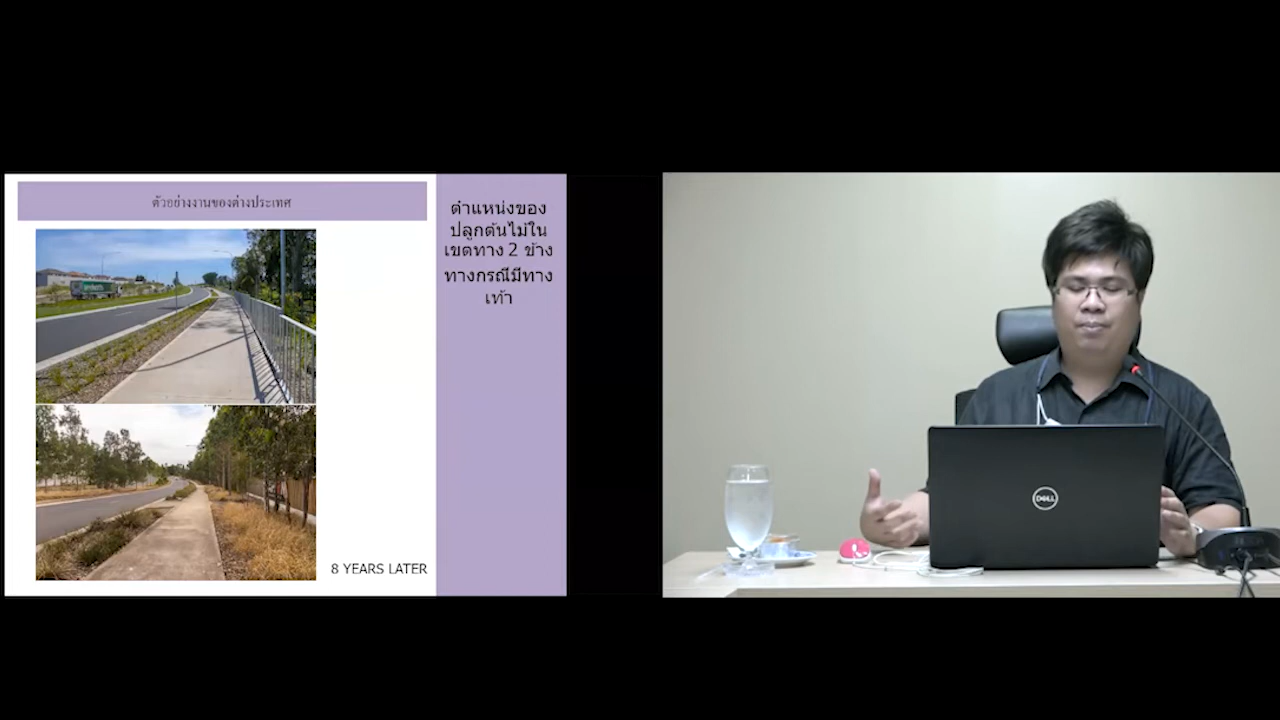 ตัวอย่างงานของต่างประเทศ
ตำแหน่งของ
ปลูกต้นไม้ใน
เขตทาง 2 ข้าง
ทางกรณีมีทาง
เท้า
8 YEARS LATER
DELL